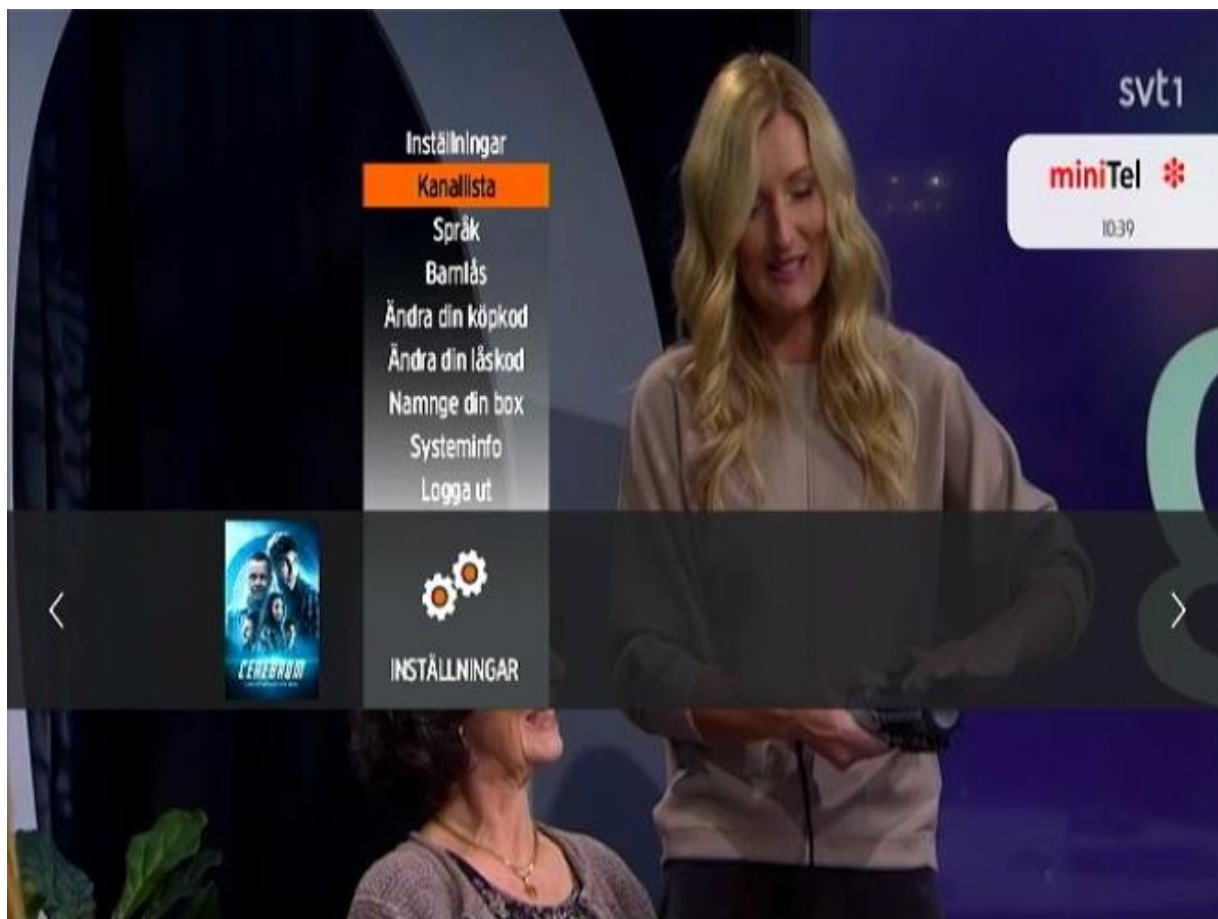 svt1
miniTel
10:39
Inställningar
Kanallista
Språk
Barnlås
Ändra din köpkod
Ändra din låskod
Namnge din box
Systeminfo
Logga ut
CEREBRUM
INSTÄLLNINGAR